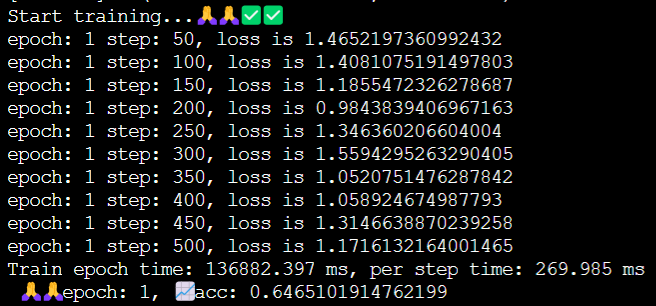 Start training...🙏🙏✅✅
epoch: 1 step: 50, loss is 1.4652197360992432
epoch: 1 step: 100, loss is 1.4081075191497803
epoch: 1 step: 150, loss is 1.1855472326278687
epoch: 1 step: 200, loss is 0.9843839406967163
epoch: 1 step: 250, loss is 1.346360206604004
epoch: 1 step: 300, loss is 1.5594295263290405
epoch: 1 step: 350, loss is 1.0520751476287842
epoch: 1 step: 400, loss is 1.058924674987793
epoch: 1 step: 450, loss is 1.3146638870239258
epoch: 1 step: 500, loss is 1.1716132164001465
Train epoch time: 136882.397 ms, per step time: 269.985 ms
🙏🙏epoch: 1, 📈acc: 0.6465101914762199